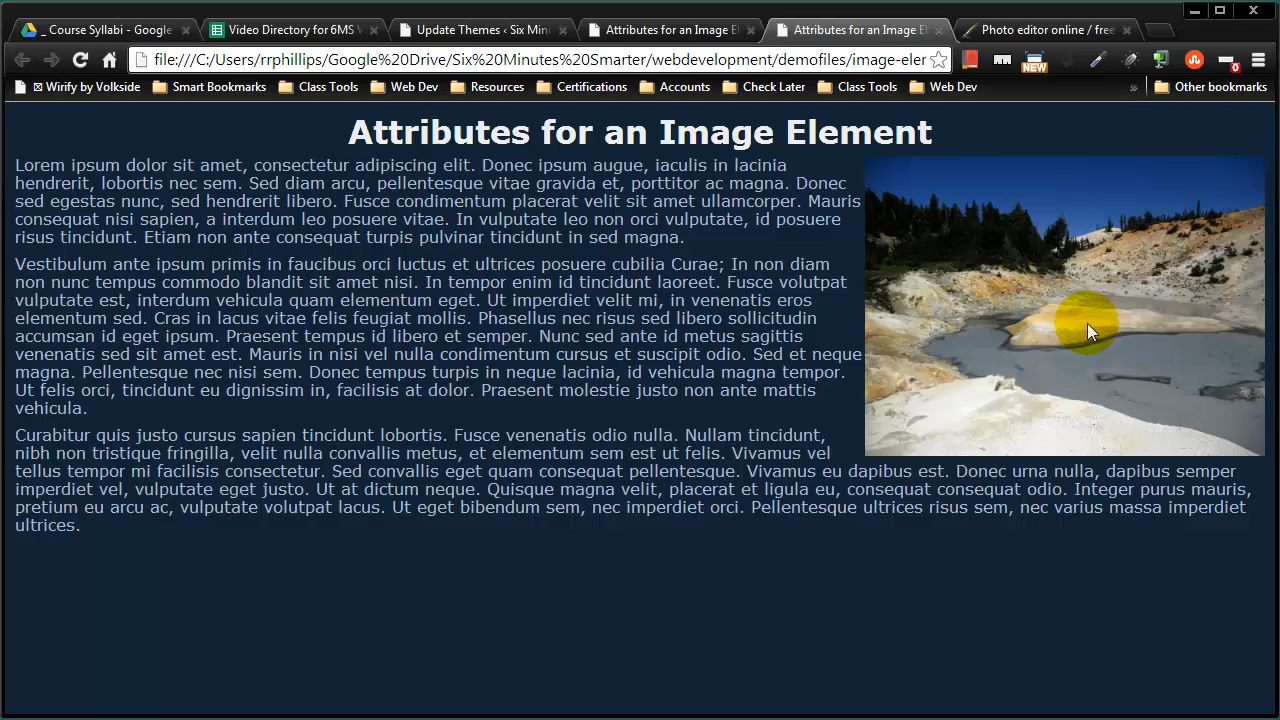 _ Course Syllabi - Google
Video Directory for 6MS
Update Themes ‹ Six Min
Attributes for an Image El
Attributes for an Image El
Photo editor online / free
file:///C:/Users/rrphillips/Google%20Drive/Six%20Minutes%20Smarter/webdevelopment/demofiles/image-eler
NEW
0
Wirify by Volkside
Smart Bookmarks
Class Tools
Web Dev
Resources
Certifications
Accounts
Check Later
Class Tools
Web Dev
»
Other bookmarks
Attributes for an Image Element
Lorem ipsum dolor sit amet, consectetur adipiscing elit. Donec ipsum augue, iaculis in lacinia
hendrerit, lobortis nec sem. Sed diam arcu, pellentesque vitae gravida et, porttitor ac magna. Donec
sed egestas nunc, sed hendrerit libero. Fusce condimentum placerat velit sit amet ullamcorper. Mauris
consequat nisi sapien, a interdum leo posuere vitae. In vulputate leo non orci vulputate, id posuere
risus tincidunt. Etiam non ante consequat turpis pulvinar tincidunt in sed magna.
Vestibulum ante ipsum primis in faucibus orci luctus et ultrices posuere cubilia Curae; In non diam
non nunc tempus commodo blandit sit amet nisi. In tempor enim id tincidunt laoreet. Fusce volutpat
vulputate est, interdum vehicula quam elementum eget. Ut imperdiet velit mi, in venenatis eros
elementum sed. Cras in lacus vitae felis feugiat mollis. Phasellus nec risus sed libero sollicitudin
accumsan id eget ipsum. Praesent tempus id libero et semper. Nunc sed ante id metus sagittis
venenatis sed sit amet est. Mauris in nisi vel nulla condimentum cursus et suscipit odio. Sed et neque
magna. Pellentesque nec nisi sem. Donec tempus turpis in neque lacinia, id vehicula magna tempor.
Ut felis orci, tincidunt eu dignissim in, facilisis at dolor. Praesent molestie justo non ante mattis
vehicula.
Curabitur quis justo cursus sapien tincidunt lobortis. Fusce venenatis odio nulla. Nullam tincidunt,
nibh non tristique fringilla, velit nulla convallis metus, et elementum sem est ut felis. Vivamus vel
tellus tempor mi facilisis consectetur. Sed convallis eget quam consequat pellentesque. Vivamus eu dapibus est. Donec urna nulla, dapibus semper
imperdiet vel, vulputate eget justo. Ut at dictum neque. Quisque magna velit, placerat et ligula eu, consequat consequat odio. Integer purus mauris,
pretium eu arcu ac, vulputate volutpat lacus. Ut eget bibendum sem, nec imperdiet orci. Pellentesque ultrices risus sem, nec varius massa imperdiet
ultrices.